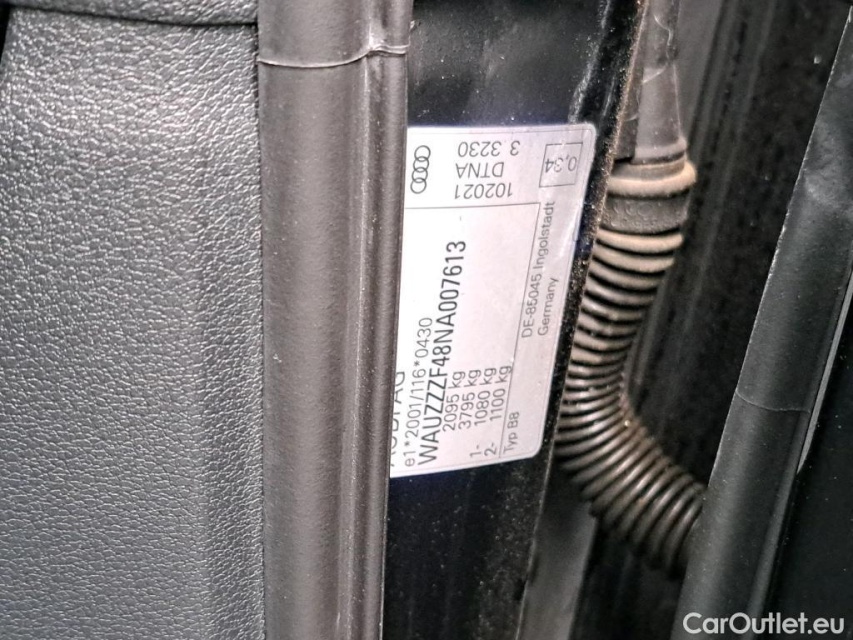 AUDI AG
e1*2001/116*0430
WAUZZZF48NA007613
2095 kg
3795 kg
1- 1080 kg
2- 1100 kg
Typ B8
DE-85045 Ingolstadt
Germany
102021
DTNA
3.3230
0,34
CarOutlet.eu